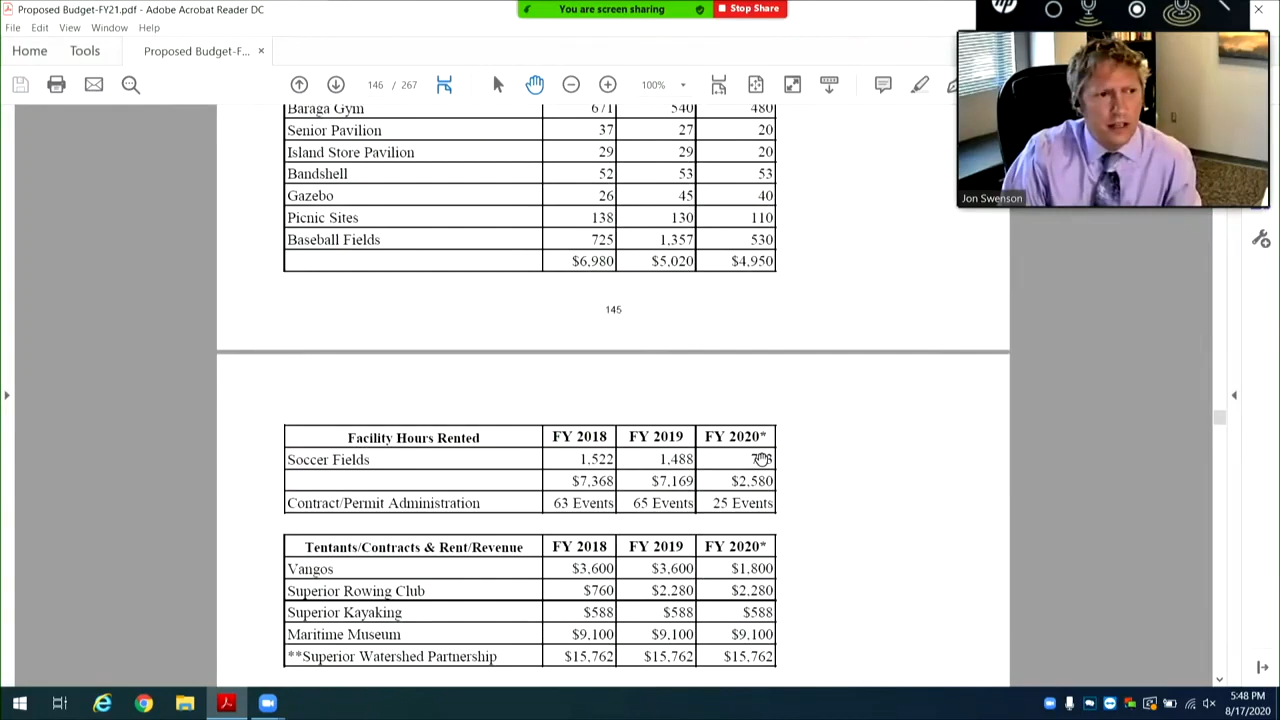 Proposed Budget-FY21.pdf - Adobe Acrobat Reader DC
You are screen sharing
Stop Share
File Edit View Window Help
Home Tools Proposed Budget-F... ×
146 / 267
100%
Baraga Gym 671 540 480
Senior Pavilion 37 27 20
Island Store Pavilion 29 29 20
Bandshell 52 53 53
Gazebo 26 45 40
Picnic Sites 138 130 110
Baseball Fields 725 1,357 530
$6,980 $5,020 $4,950
145
Facility Hours Rented FY 2018 FY 2019 FY 2020*
Soccer Fields 1,522 1,488
$7,368 $7,169 $2,580
Contract/Permit Administration 63 Events 65 Events 25 Events
Tentants/Contracts & Rent/Revenue FY 2018 FY 2019 FY 2020*
Vangos $3,600 $3,600 $1,800
Superior Rowing Club $760 $2,280 $2,280
Superior Kayaking $588 $588 $588
Maritime Museum $9,100 $9,100 $9,100
**Superior Watershed Partnership $15,762 $15,762 $15,762
Jon Swenson
5:48 PM
8/17/2020